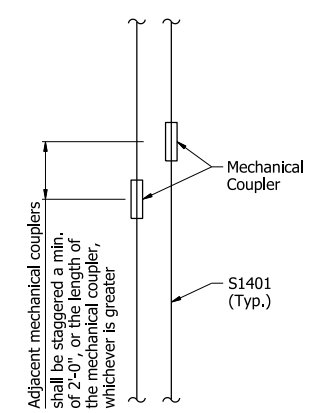 Adjacent mechanical couplers
shall be staggered a min.
of 2'-0", or the length of
the mechanical coupler,
whichever is greater
Mechanical
Coupler
S1401
(Typ.)